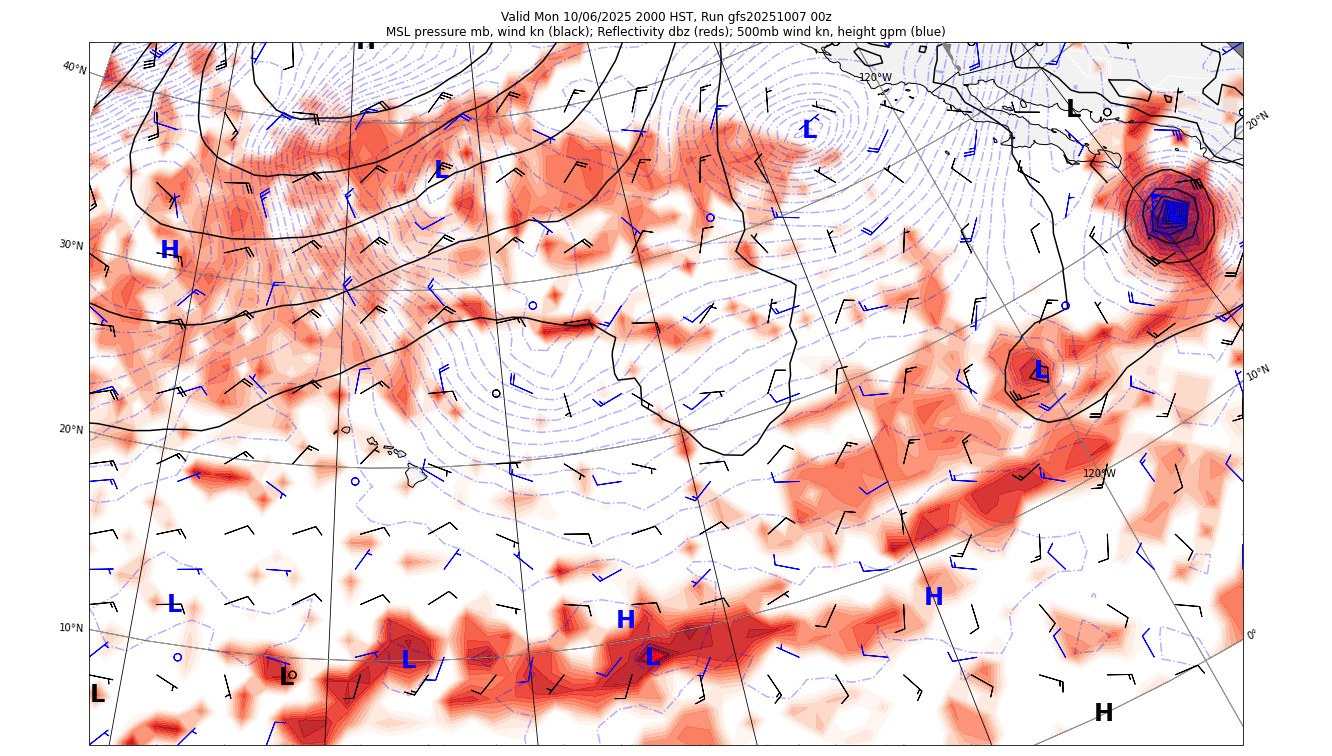 Valid Mon 10/06/2025 2000 HST, Run gfs20251007 00z
MSL pressure mb, wind kn (black); Reflectivity dbz (reds); 500mb wind kn, height gpm (blue)
H
40°N
120°W
L
L
20°N
L
H
30°N
L
10°N
20°N
120°W
L
H
H
10°N
0°
L
L
L
L
H